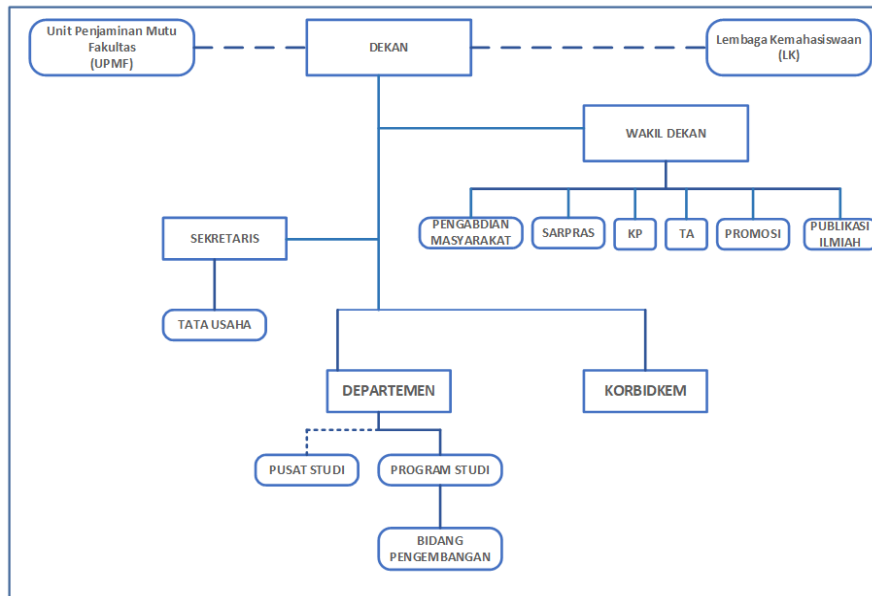 Unit Penjaminan Mutu
Fakultas
(UPMF)
DEKAN
Lembaga Kemahasiswaan
(LK)
WAKIL DEKAN
PENGABDIAN
MASYARAKAT
SARPRAS
KP
TA
PROMOSI
PUBLIKASI
ILMIAH
SEKRETARIS
TATA USAHA
DEPARTEMEN
KORBIDKEM
PUSAT STUDI
PROGRAM STUDI
BIDANG
PENGEMBANGAN